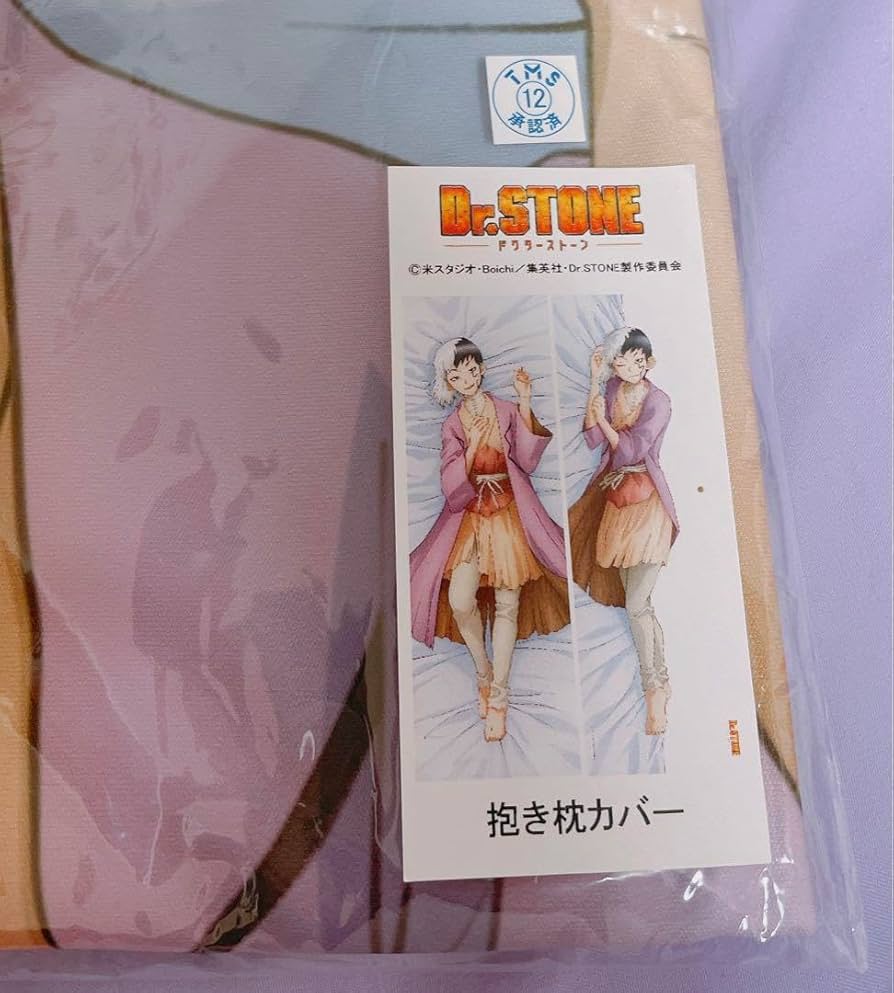 TMS
12
承認済
Dr.STONE
ドクターストーン
©米スタジオ・Boichi／集英社・Dr.STONE製作委員会
Dr.STONE
抱き枕カバー